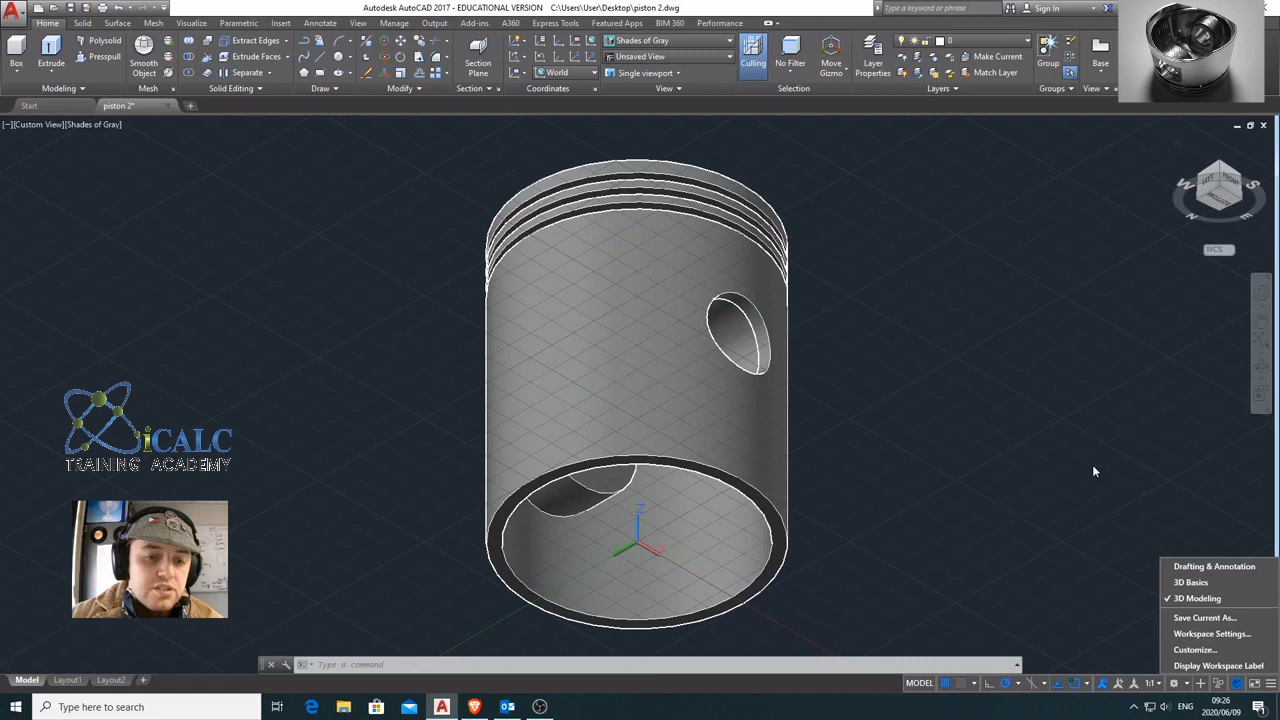 Autodesk AutoCAD 2017 - EDUCATIONAL VERSION C:\Users\User\Desktop\piston 2.dwg
Type a keyword or phrase
Sign In
Home Solid Surface Mesh Visualize Parametric Insert Annotate View Manage Output Add-ins A360 Express Tools Featured Apps BIM 360 Performance
Polysolid
Extract Edges
Shades of Gray
0
Box
Extrude
Presspull
Smooth
Object
Extrude Faces
Section
Plane
Unsaved View
Culling
No Filter
Move
Gizmo
Layer
Properties
Make Current
Group
Base
Separate
World
Single viewport
Match Layer
Modeling
Mesh
Solid Editing
Draw
Modify
Section
Coordinates
View
Selection
Layers
Groups
View
Start
piston 2*
[–][Custom View][Shades of Gray]
LEFT
FRONT
BOTTOM
W
S
N
E
WCS
iCALC
TRAINING ACADEMY
Z
Drafting & Annotation
3D Basics
3D Modeling
Save Current As...
Workspace Settings...
Customize...
Display Workspace Label
Type a command
Model Layout1 Layout2
MODEL
1:1
Type here to search
ENG
09:26
2020/06/09